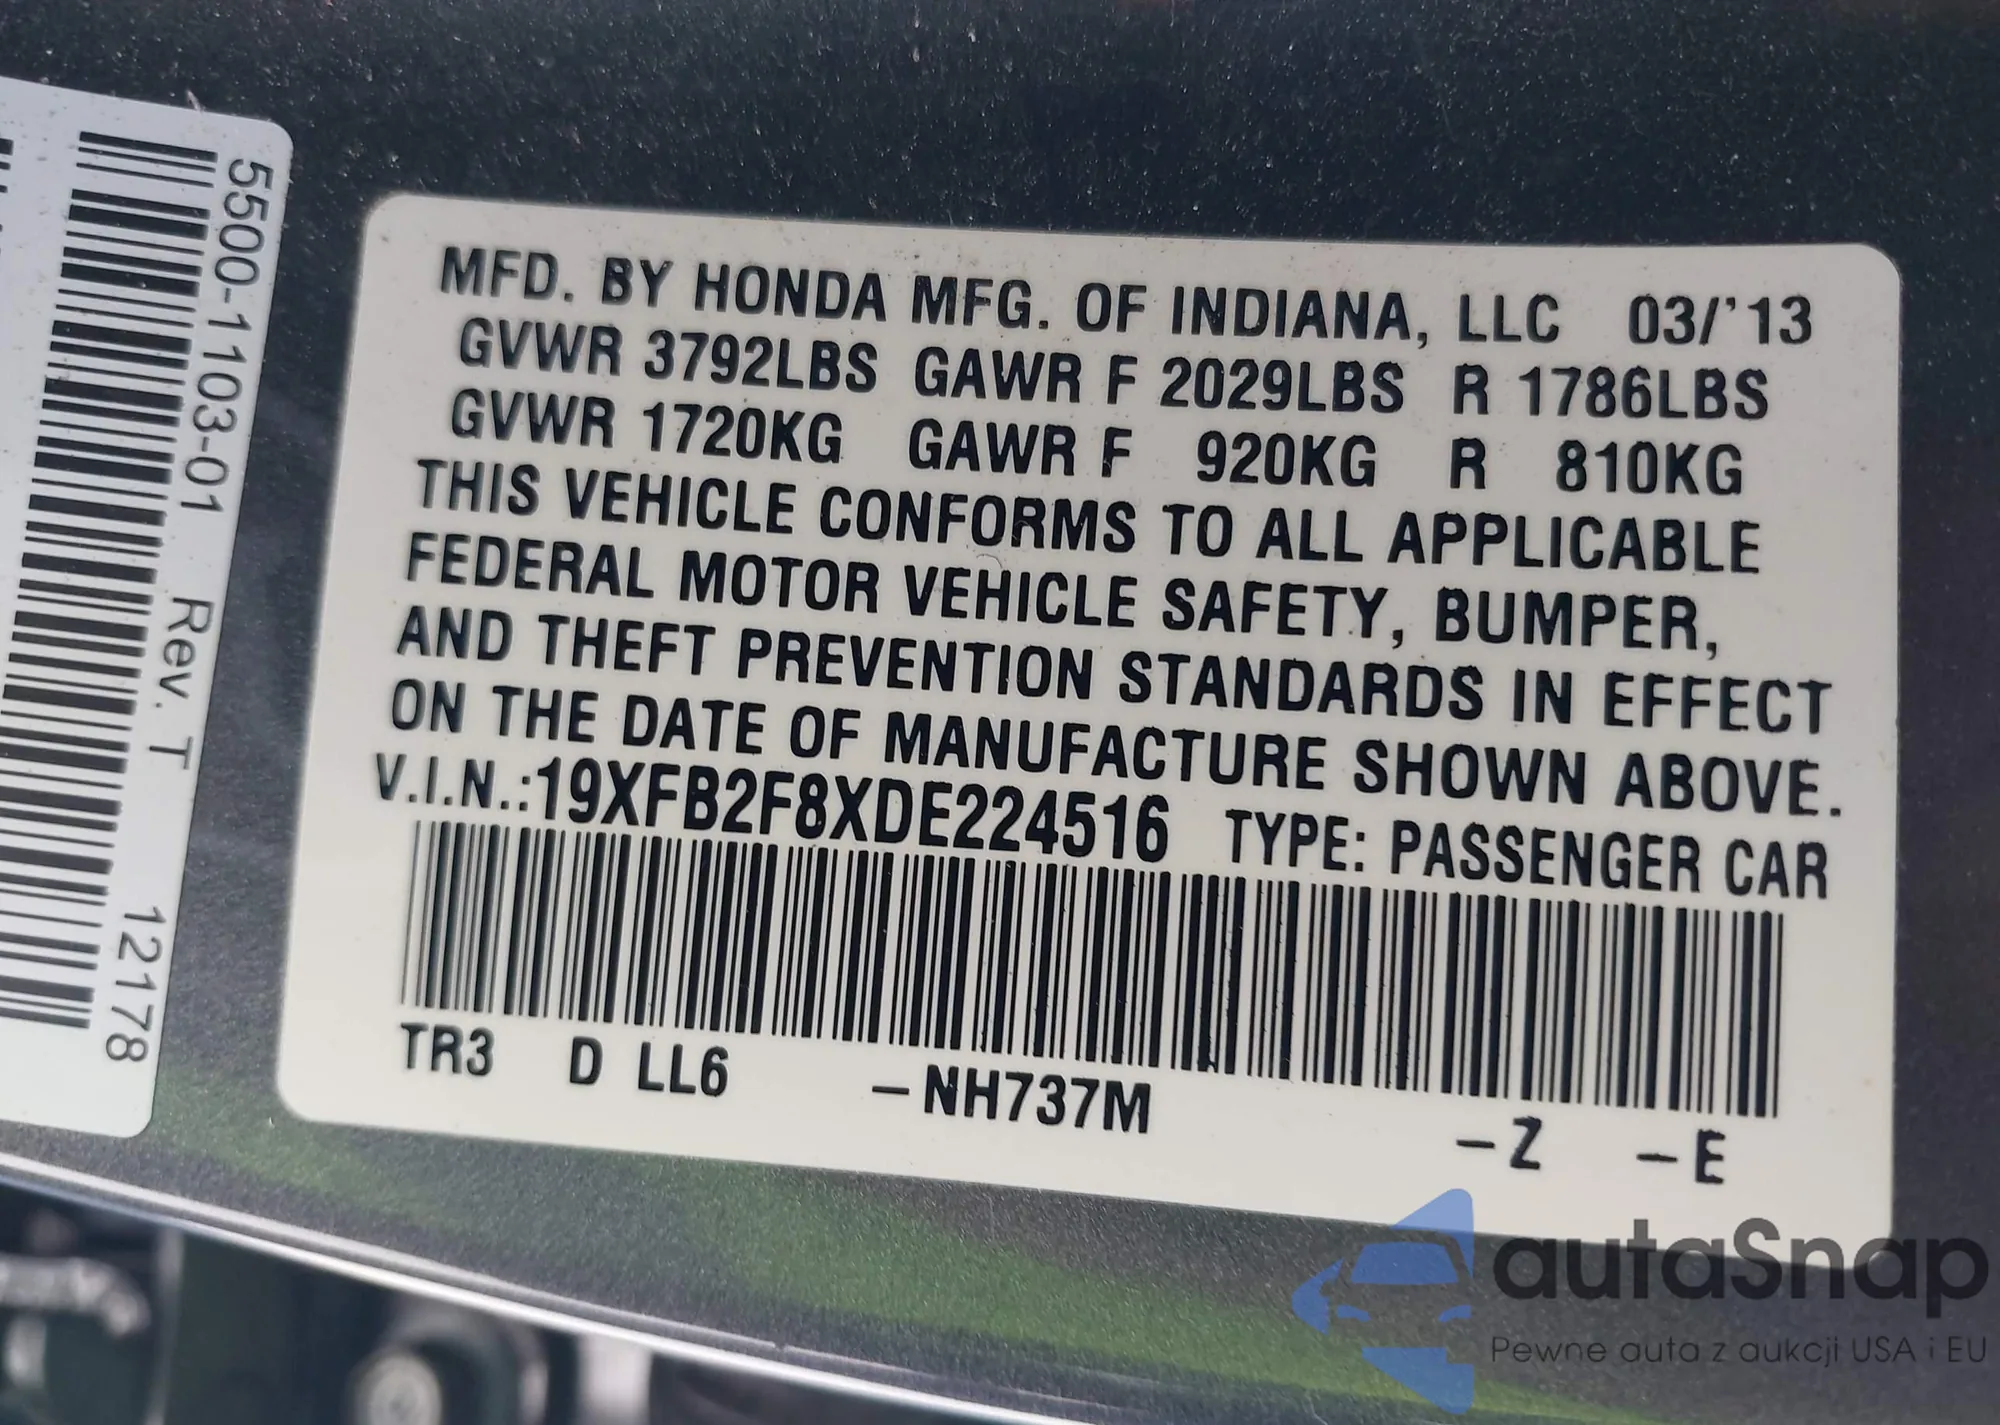 5500-1103-01 Rev. T 12178
MFD. BY HONDA MFG. OF INDIANA, LLC 03/'13
GVWR 3792LBS GAWR F 2029LBS R 1786LBS
GVWR 1720KG GAWR F 920KG R 810KG
THIS VEHICLE CONFORMS TO ALL APPLICABLE
FEDERAL MOTOR VEHICLE SAFETY, BUMPER,
AND THEFT PREVENTION STANDARDS IN EFFECT
ON THE DATE OF MANUFACTURE SHOWN ABOVE.
V.I.N.:19XFB2F8XDE224516 TYPE: PASSENGER CAR
TR3 D LL6 –NH737M –Z –E
autaSnap
Pewne auta z aukcji USA i EU